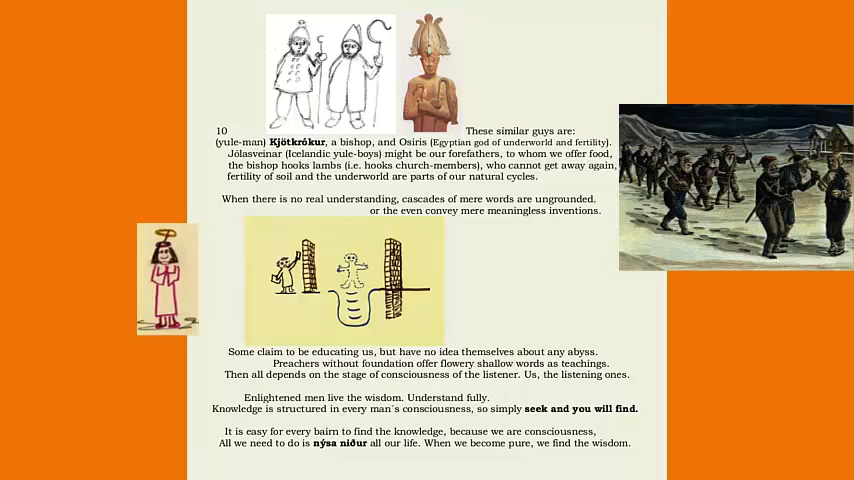 10
These similar guys are:
(yule-man) Kjötkrókur, a bishop, and Osiris (Egyptian god of underworld and fertility).
Jólasveinar (Icelandic yule-boys) might be our forefathers, to whom we offer food,
the bishop hooks lambs (i.e. hooks church-members), who cannot get away again,
fertility of soil and the underworld are parts of our natural cycles.
When there is no real understanding, cascades of mere words are ungrounded.
or the even convey mere meaningless inventions.
Some claim to be educating us, but have no idea themselves about any abyss.
Preachers without foundation offer flowery shallow words as teachings.
Then all depends on the stage of consciousness of the listener. Us, the listening ones.
Enlightened men live the wisdom. Understand fully.
Knowledge is structured in every man´s consciousness, so simply seek and you will find.
It is easy for every bairn to find the knowledge, because we are consciousness,
All we need to do is nýsa niður all our life. When we become pure, we find the wisdom.